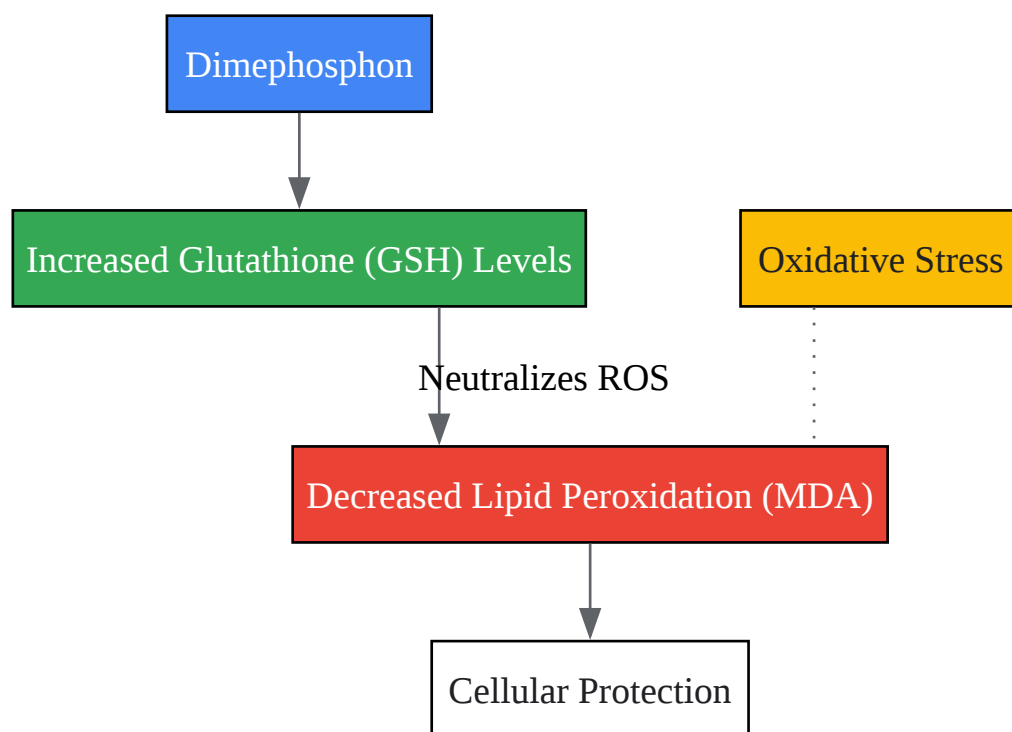 Dimephosphon
Increased Glutathione (GSH) Levels
Oxidative Stress
Neutralizes ROS
Decreased Lipid Peroxidation (MDA)
Cellular Protection